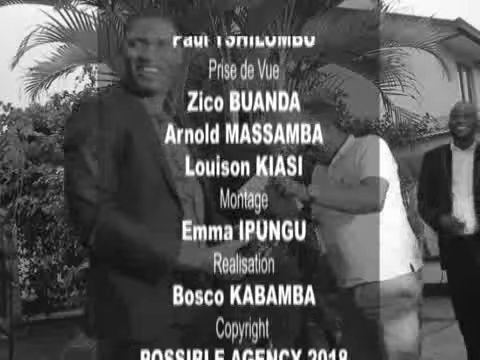 Paul TSHILOMBO
Prise de Vue
Zico BUANDA
Arnold MASSAMBA
Louison KIASI
Montage
Emma IPUNGU
Realisation
Bosco KABAMBA
Copyright
POSSIBLE AGENCY 2018